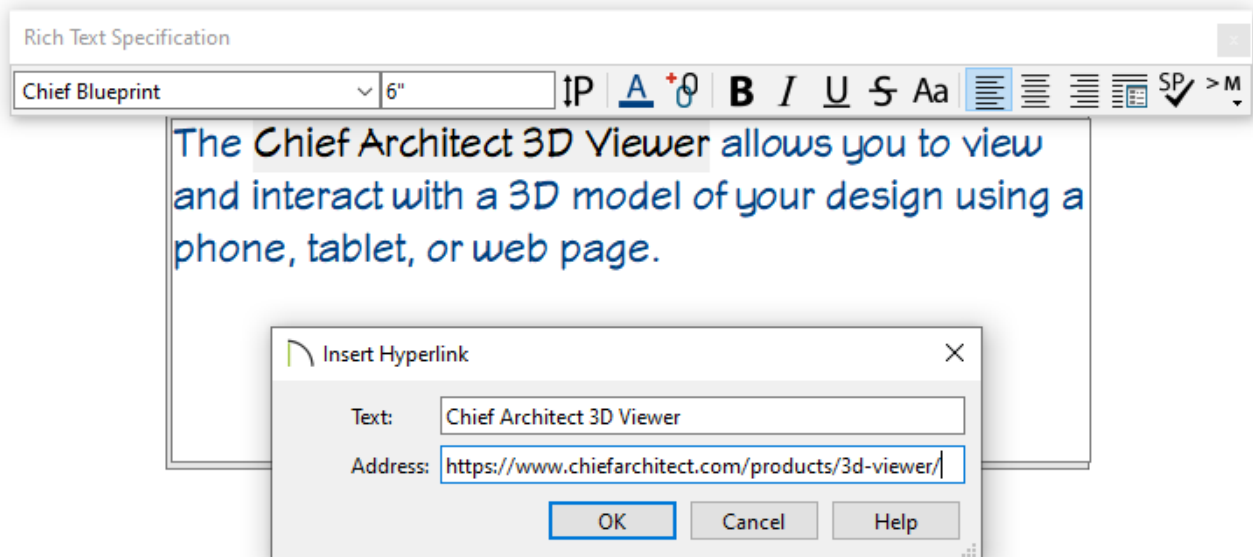 Rich Text Specification
Chief Blueprint 6" P A B I U S Aa SP > M
The Chief Architect 3D Viewer allows you to view
and interact with a 3D model of your design using a
phone, tablet, or web page.
Insert Hyperlink
Text: Chief Architect 3D Viewer
Address: https://www.chiefarchitect.com/products/3d-viewer/
OK Cancel Help